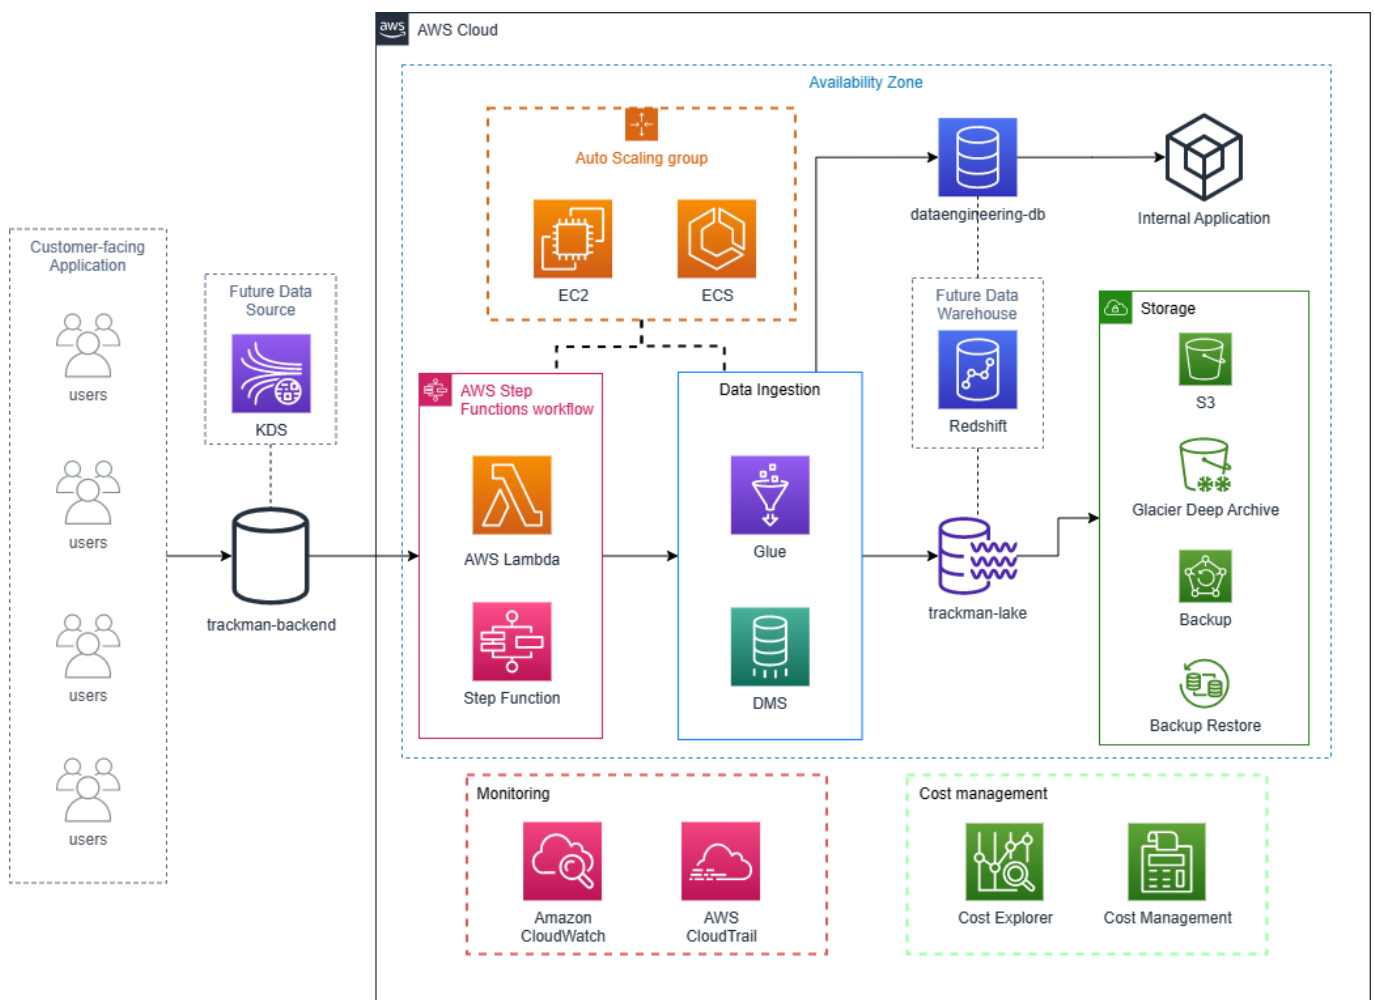 aws
AWS Cloud
Availability Zone
Auto Scaling group
EC2
ECS
dataengineering-db
Internal Application
Customer-facing
Application
users
users
users
users
Future Data
Source
KDS
trackman-backend
AWS Step
Functions workflow
AWS Lambda
Step Function
Data Ingestion
Glue
DMS
Future Data
Warehouse
Redshift
trackman-lake
Storage
S3
Glacier Deep Archive
Backup
Backup Restore
Monitoring
Amazon
CloudWatch
AWS
CloudTrail
Cost management
Cost Explorer
Cost Management